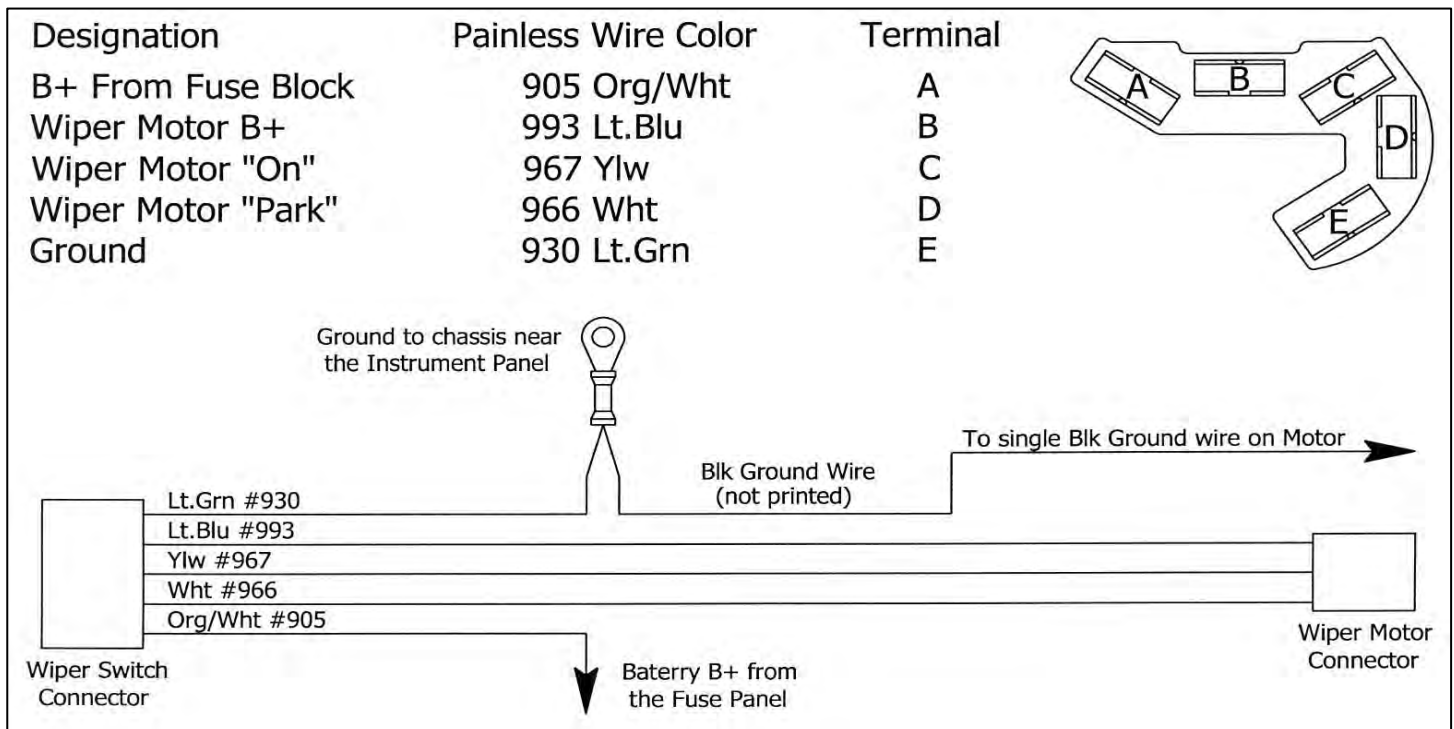 Designation Painless Wire Color Terminal
B+ From Fuse Block 905 Org/Wht A
Wiper Motor B+ 993 Lt.Blu B
Wiper Motor "On" 967 Ylw C
Wiper Motor "Park" 966 Wht D
Ground 930 Lt.Grn E
A
B
C
D
E
Ground to chassis near
the Instrument Panel
To single Blk Ground wire on Motor
Blk Ground Wire
(not printed)
Lt.Grn #930
Lt.Blu #993
Ylw #967
Wht #966
Org/Wht #905
Wiper Switch
Connector
Baterry B+ from
the Fuse Panel
Wiper Motor
Connector